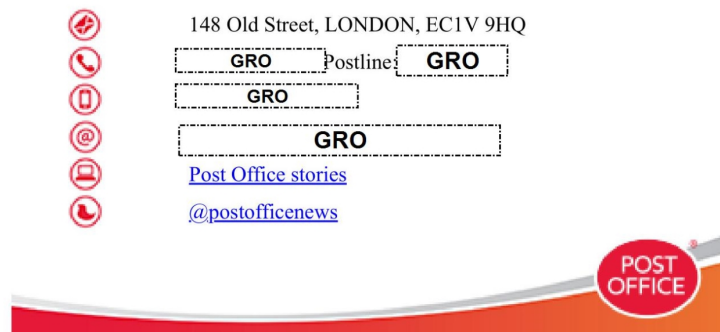 148 Old Street, LONDON, EC1V 9HQ
GRO Postline: GRO
GRO
GRO
Post Office stories
@postofficenews
POST
OFFICE